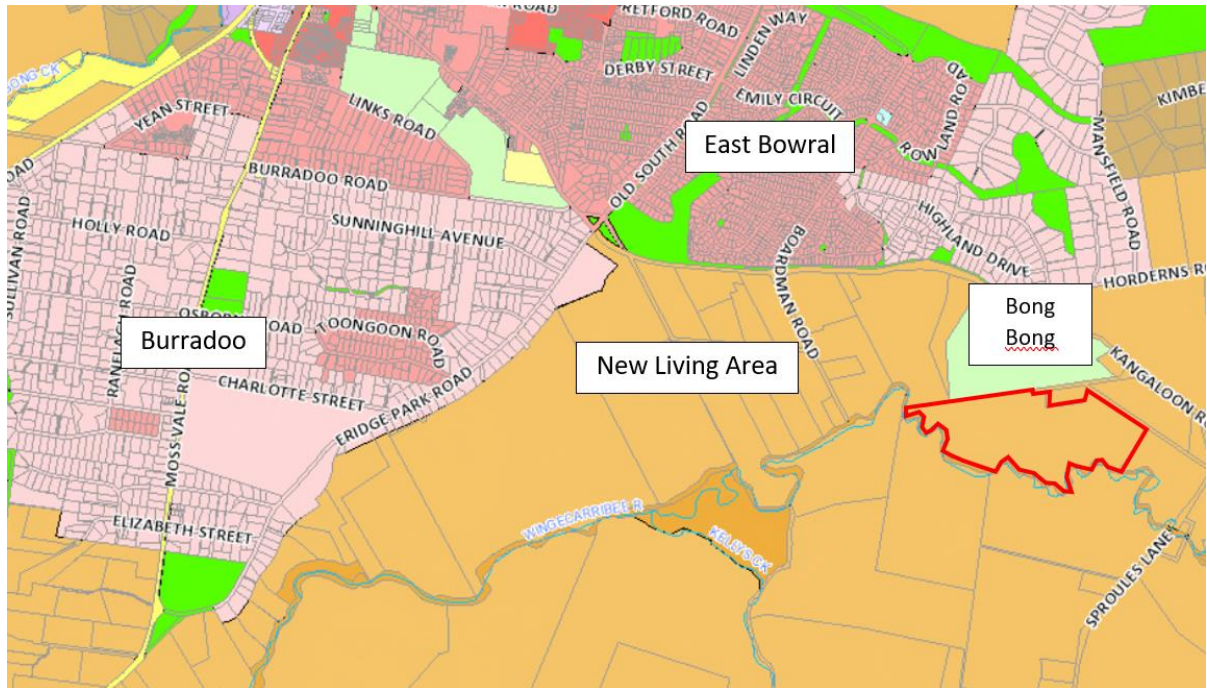 ROAD
RETFORD ROAD
LINDEN WAY
DERBY STREET
EMILY CIRCUIT
ROWLAND ROAD
KIMBE
MANSFIELD ROAD
YEAN STREET
LINKS ROAD
East Bowral
OLD SOUTH ROAD
BURRADOO ROAD
HIGHLAND DRIVE
HOLLY ROAD
SUNNINGHILL AVENUE
BOARDMAN ROAD
HORDERNS RO
SULLIVAN ROAD
RANELAGH ROAD
OSBORN ROAD
TOONGOON ROAD
Burradoo
Bong
Bong
New Living Area
KANGALOON RO
CHARLOTTE STREET
ERIDGE PARK ROAD
MOSS VALE ROAD
ELIZABETH STREET
WINGECARRIBEE R
KELLYS CK
SPROULES LANE